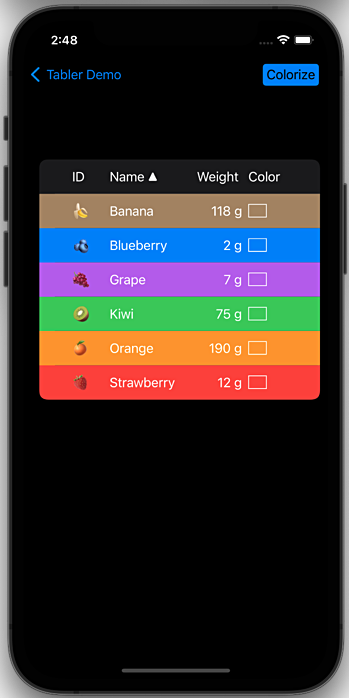 2:48
Tabler Demo Colorize
ID Name ▲ Weight Color
Banana 118 g
Blueberry 2 g
Grape 7 g
Kiwi 75 g
Orange 190 g
Strawberry 12 g